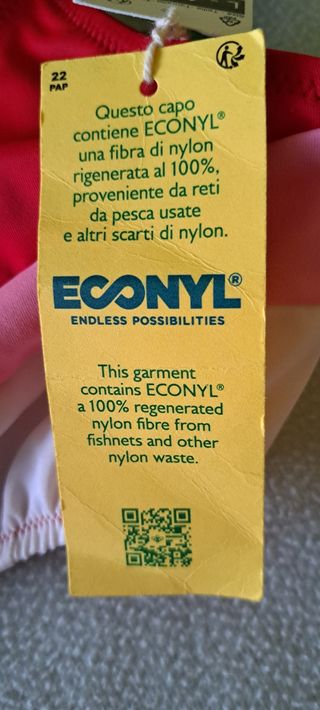 22
PAP
Questo capo
contiene ECONYL®
una fibra di nylon
rigenerata al 100%,
proveniente da reti
da pesca usate
e altri scarti di nylon.
ECONYL®
ENDLESS POSSIBILITIES
This garment
contains ECONYL®
a 100% regenerated
nylon fibre from
fishnets and other
nylon waste.